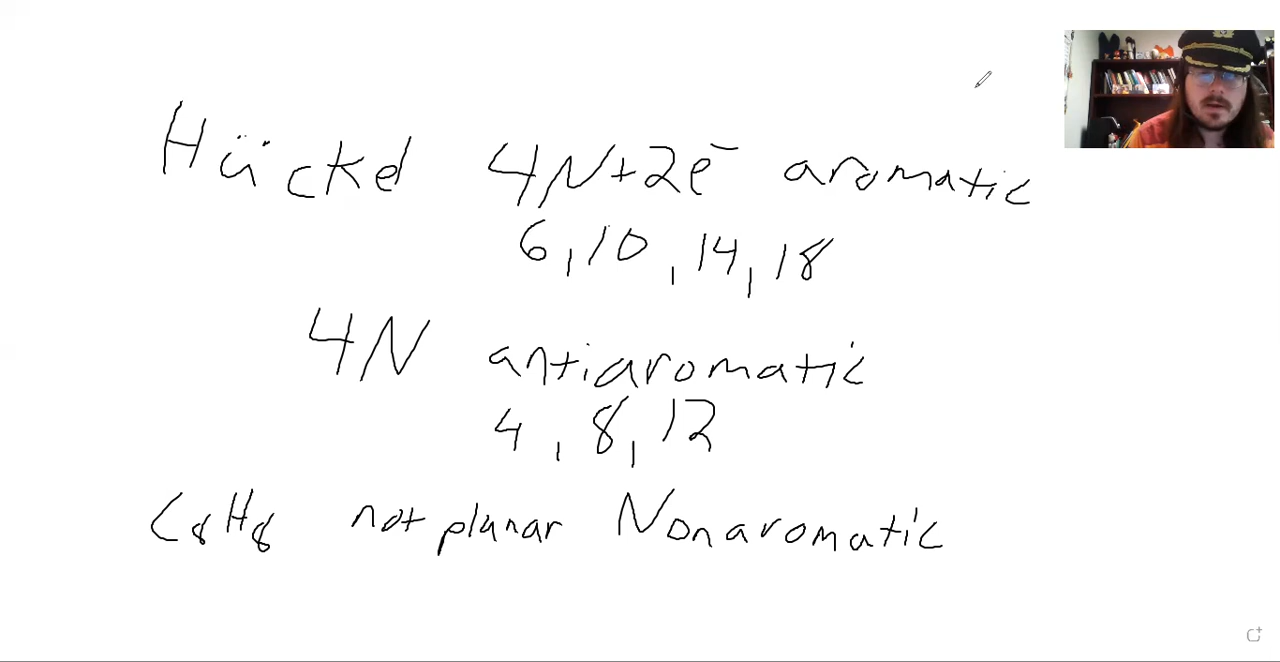 Hückel 4N+2e⁻ aromatic
6, 10, 14, 18
4N antiaromatic
4, 8, 12
C₈H₈ not planar Nonaromatic